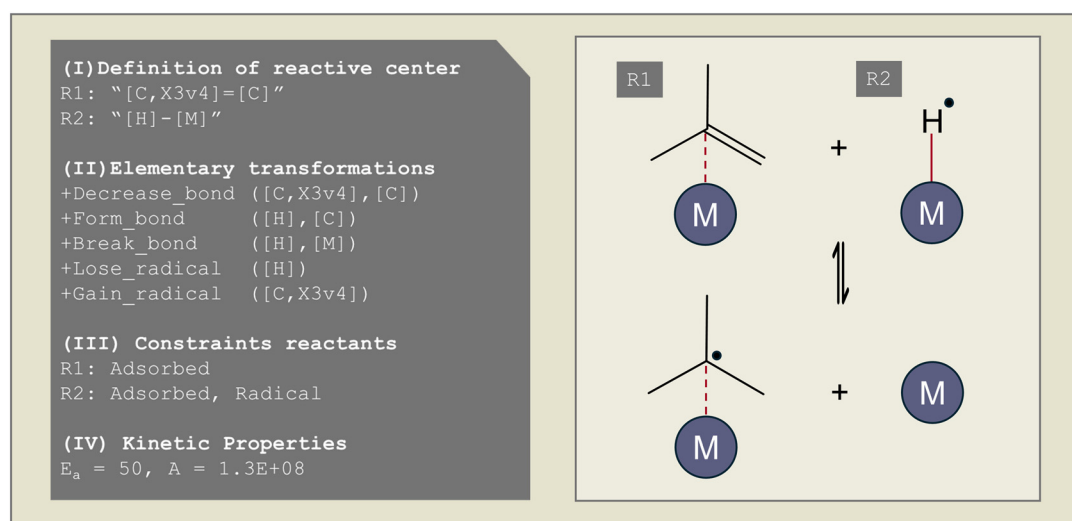 (I)Definition of reactive center
R1: “[C,X3v4]=[C]”
R2: “[H]-[M]”
(II)Elementary transformations
+Decrease_bond ([C,X3v4],[C])
+Form_bond ([H],[C])
+Break_bond ([H],[M])
+Lose_radical ([H])
+Gain_radical ([C,X3v4])
(III) Constraints reactants
R1: Adsorbed
R2: Adsorbed, Radical
(IV) Kinetic Properties
Ea = 50, A = 1.3E+08
R1
R2
H
+
M
M
+
M
M